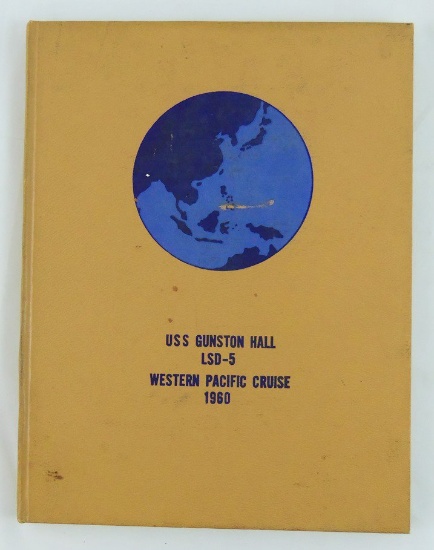 USS GUNSTON HALL
LSD-5
WESTERN PACIFIC CRUISE
1960